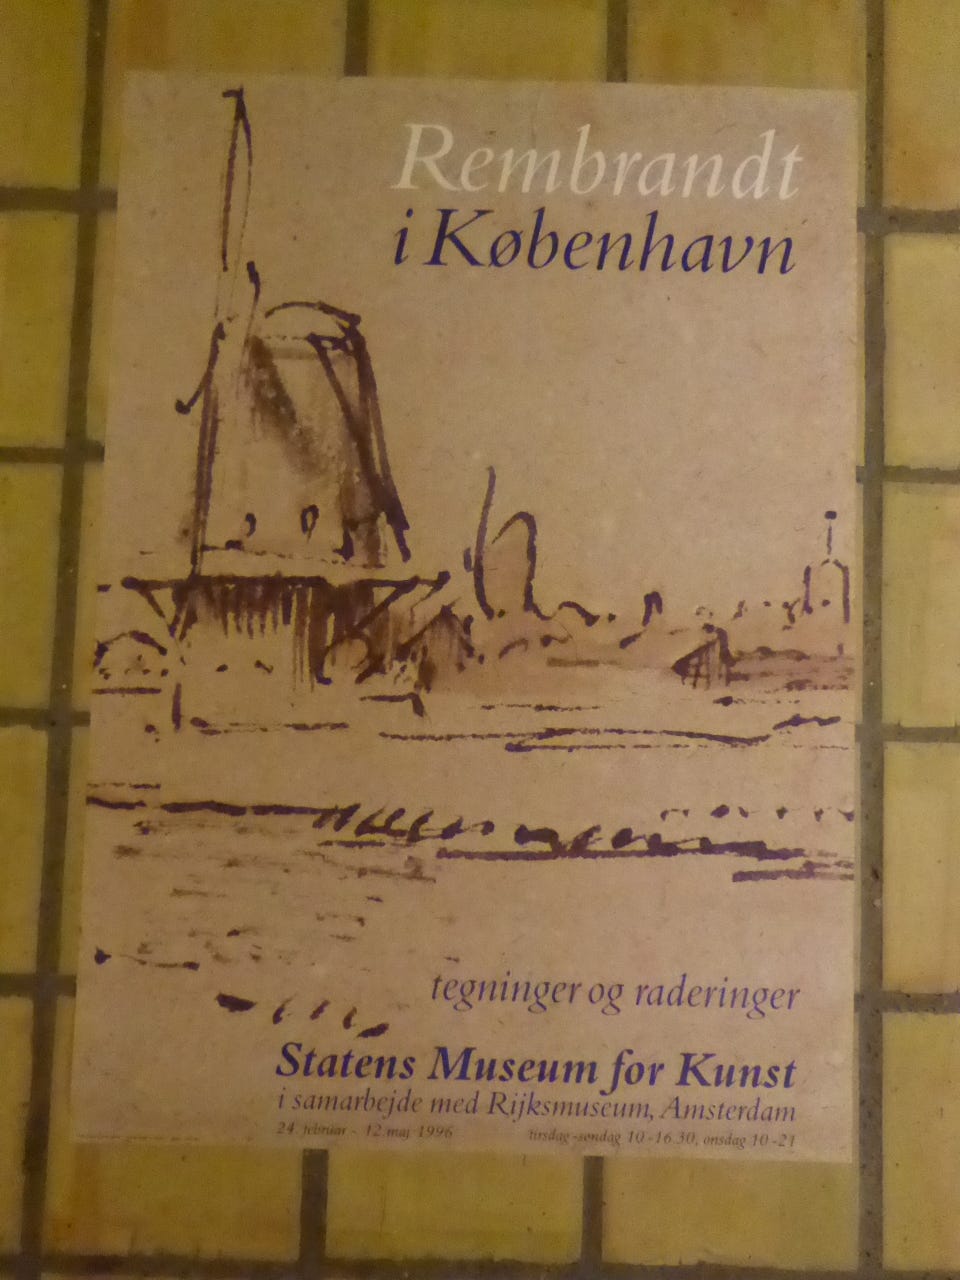 Rembrandt
i København
tegninger og raderinger
Statens Museum for Kunst
i samarbejde med Rijksmuseum, Amsterdam
24. februar - 12. maj 1996 tirsdag-søndag 10-16.30, onsdag 10-21